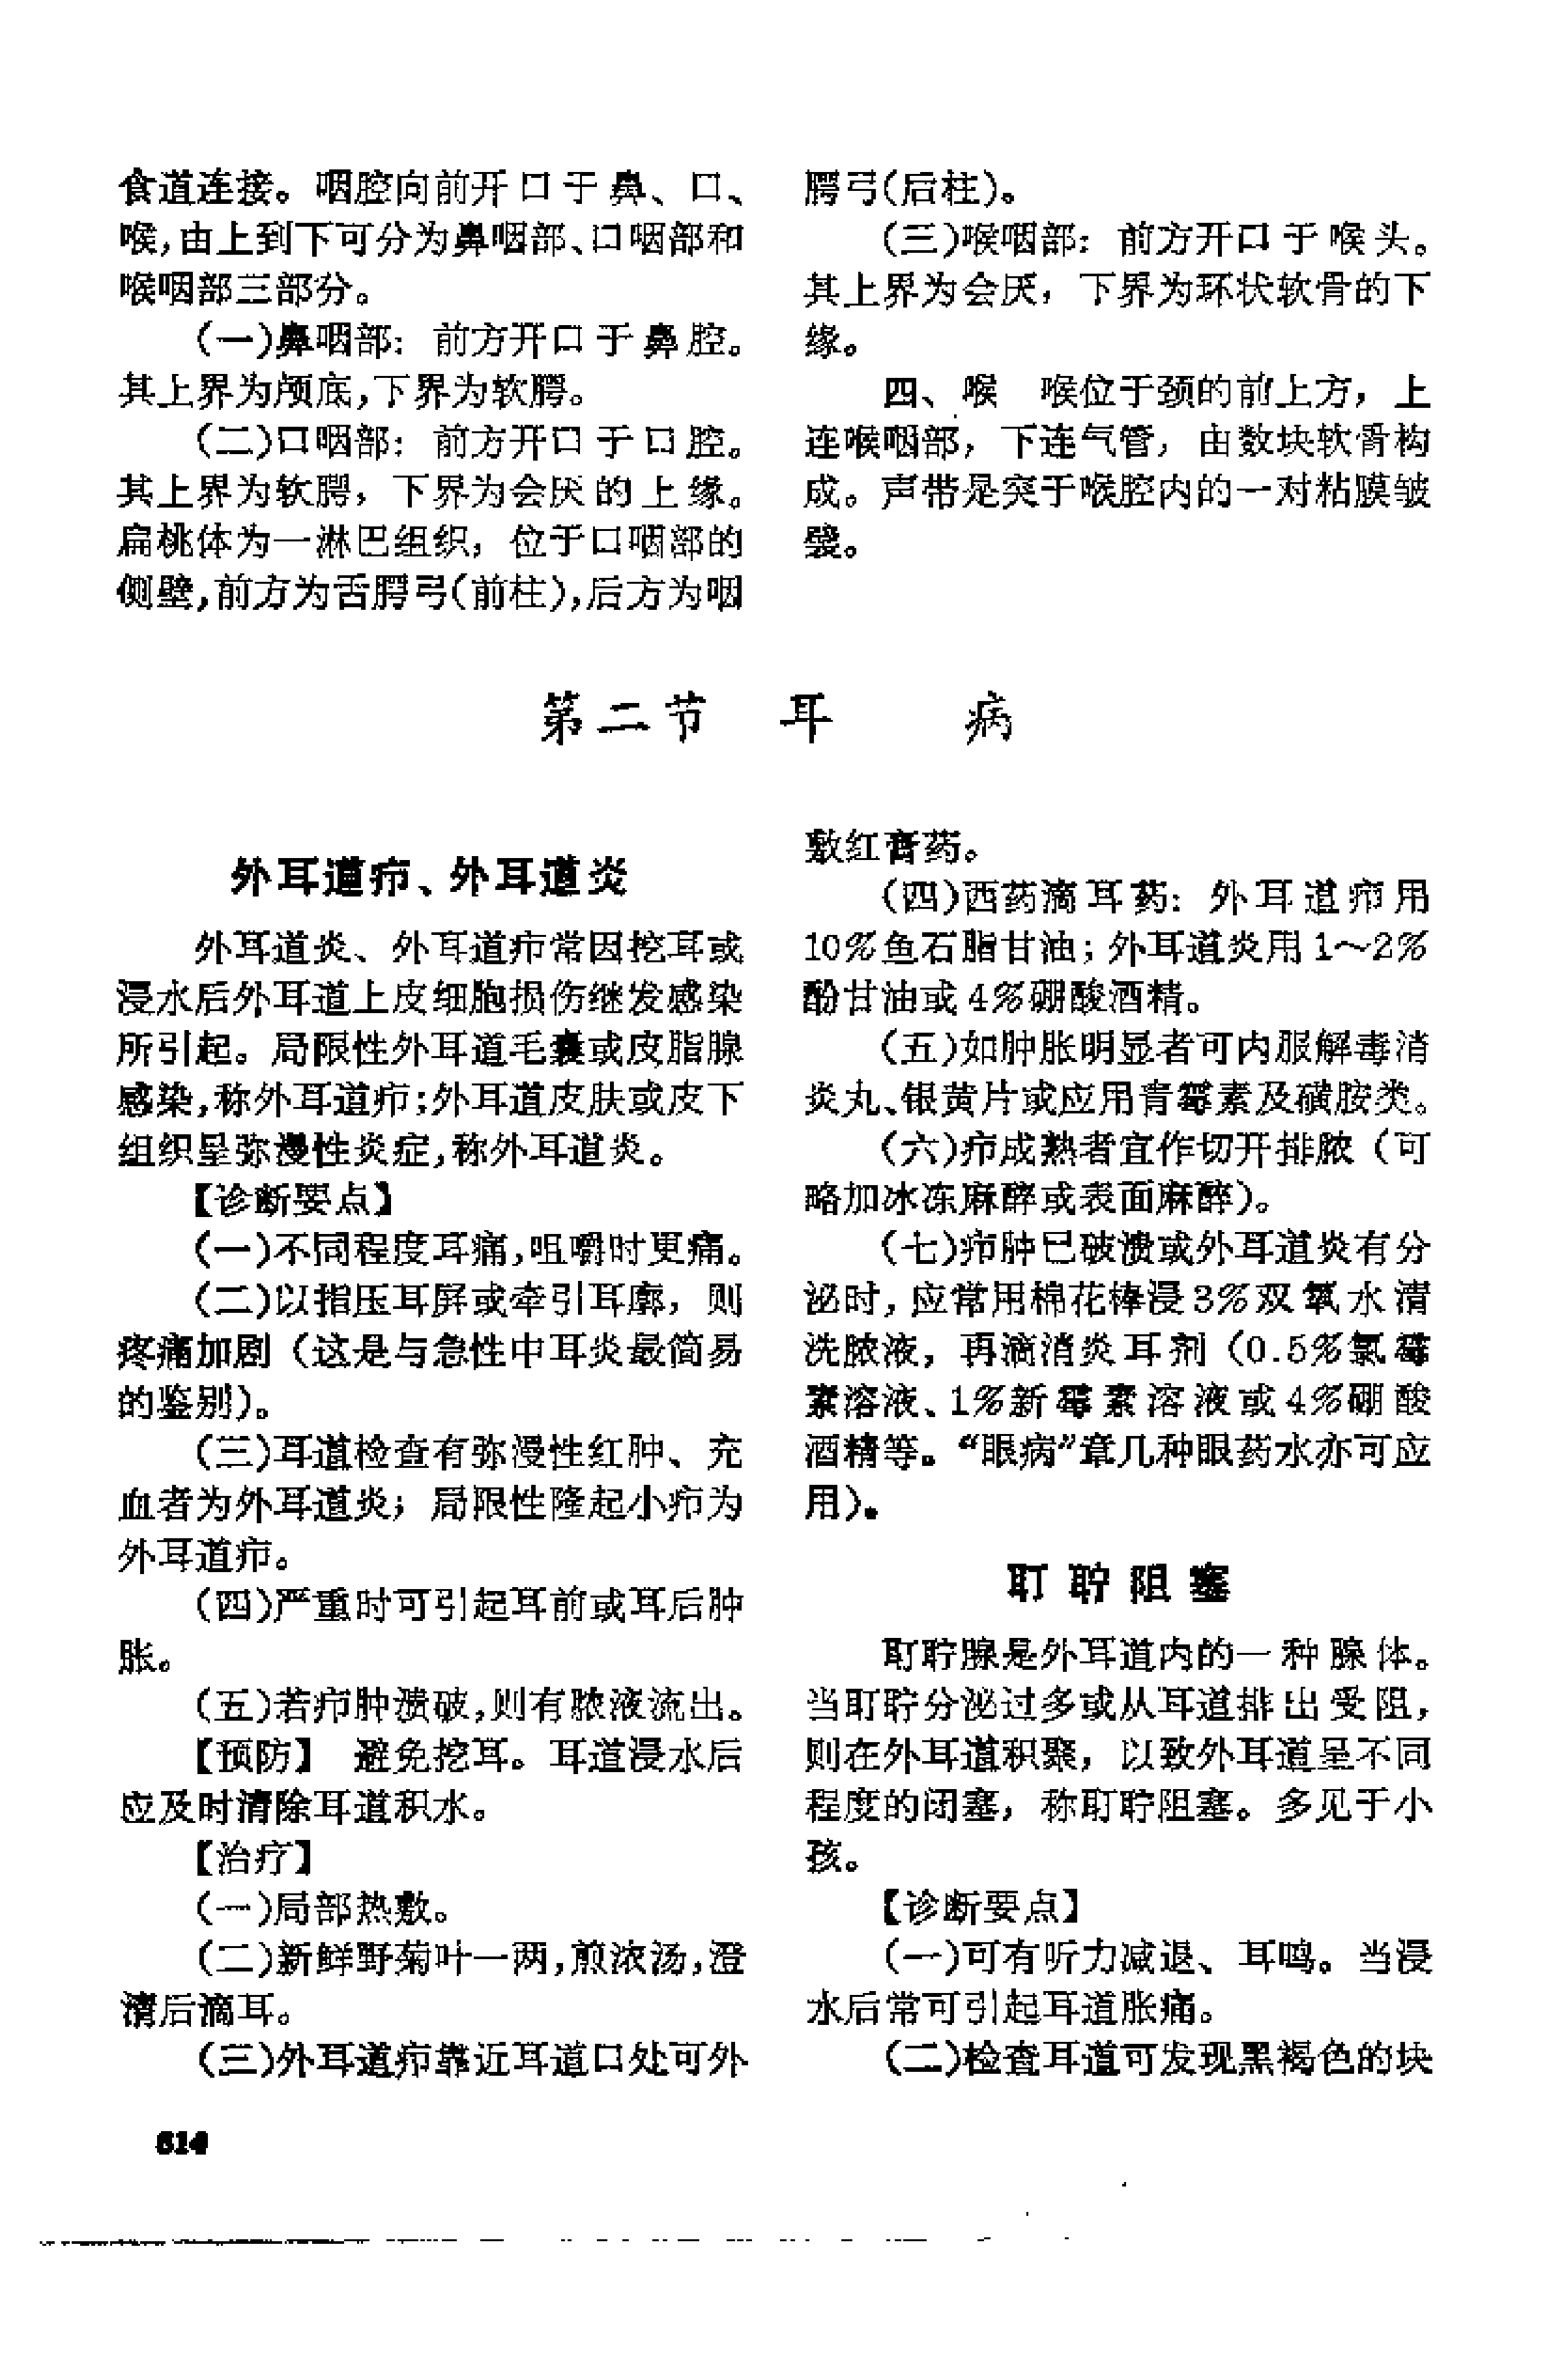 食道连接。咽腔向前开口于鼻、口、
喉,由上到下可分为鼻咽部、口咽部和
喉咽部三部分。
(一)鼻咽部：前方开口于鼻腔。
其上界为颅底,下界为软腭。
(二)口咽部：前方开口于口腔。
其上界为软腭，下界为会厌的上缘。
扁桃体为一淋巴组织，位于口咽部的
侧壁,前方为舌腭弓(前柱),后方为咽
腭弓(后柱)。
(三)喉咽部：前方开口于喉头。
其上界为会厌，下界为环状软骨的下
缘。
四、喉　喉位于颈的前上方，上
连喉咽部，下连气管，由数块软骨构
成。声带是突于喉腔内的一对粘膜皱
襞。
第二节　耳　病
外耳道疖、外耳道炎
外耳道炎、外耳道疖常因挖耳或
浸水后外耳道上皮细胞损伤继发感染
所引起。局限性外耳道毛囊或皮脂腺
感染,称外耳道疖;外耳道皮肤或皮下
组织呈弥漫性炎症,称外耳道炎。
【诊断要点】
(一)不同程度耳痛,咀嚼时更痛。
(二)以指压耳屏或牵引耳廓，则
疼痛加剧（这是与急性中耳炎最简易
的鉴别)。
(三)耳道检查有弥漫性红肿、充
血者为外耳道炎；局限性隆起小疖为
外耳道疖。
(四)严重时可引起耳前或耳后肿
胀。
(五)若疖肿溃破,则有脓液流出。
【预防】　避免挖耳。耳道浸水后
应及时清除耳道积水。
【治疗】
(一)局部热敷。
(二)新鲜野菊叶一两,煎浓汤,澄
清后滴耳。
(三)外耳道疖靠近耳道口处可外
敷红膏药。
(四)西药滴耳药：外耳道疖用
10%鱼石脂甘油；外耳道炎用1～2%
酚甘油或4%硼酸酒精。
(五)如肿胀明显者可内服解毒消
炎丸、银黄片或应用青霉素及磺胺类。
(六)疖成熟者宜作切开排脓（可
略加冰冻麻醉或表面麻醉)。
(七)疖肿已破溃或外耳道炎有分
泌时,应常用棉花棒浸3%双氧水清
洗脓液，再滴消炎耳剂（0.5%氯霉
素溶液、1%新霉素溶液或4%硼酸
酒精等。“眼病”章几种眼药水亦可应
用)。
耵聍阻塞
耵聍腺是外耳道内的一种腺体。
当耵聍分泌过多或从耳道排出受阻，
则在外耳道积聚，以致外耳道呈不同
程度的闭塞，称耵聍阻塞。多见于小
孩。
【诊断要点】
(一)可有听力减退、耳鸣。当浸
水后常可引起耳道胀痛。
(二)检查耳道可发现黑褐色的块
614